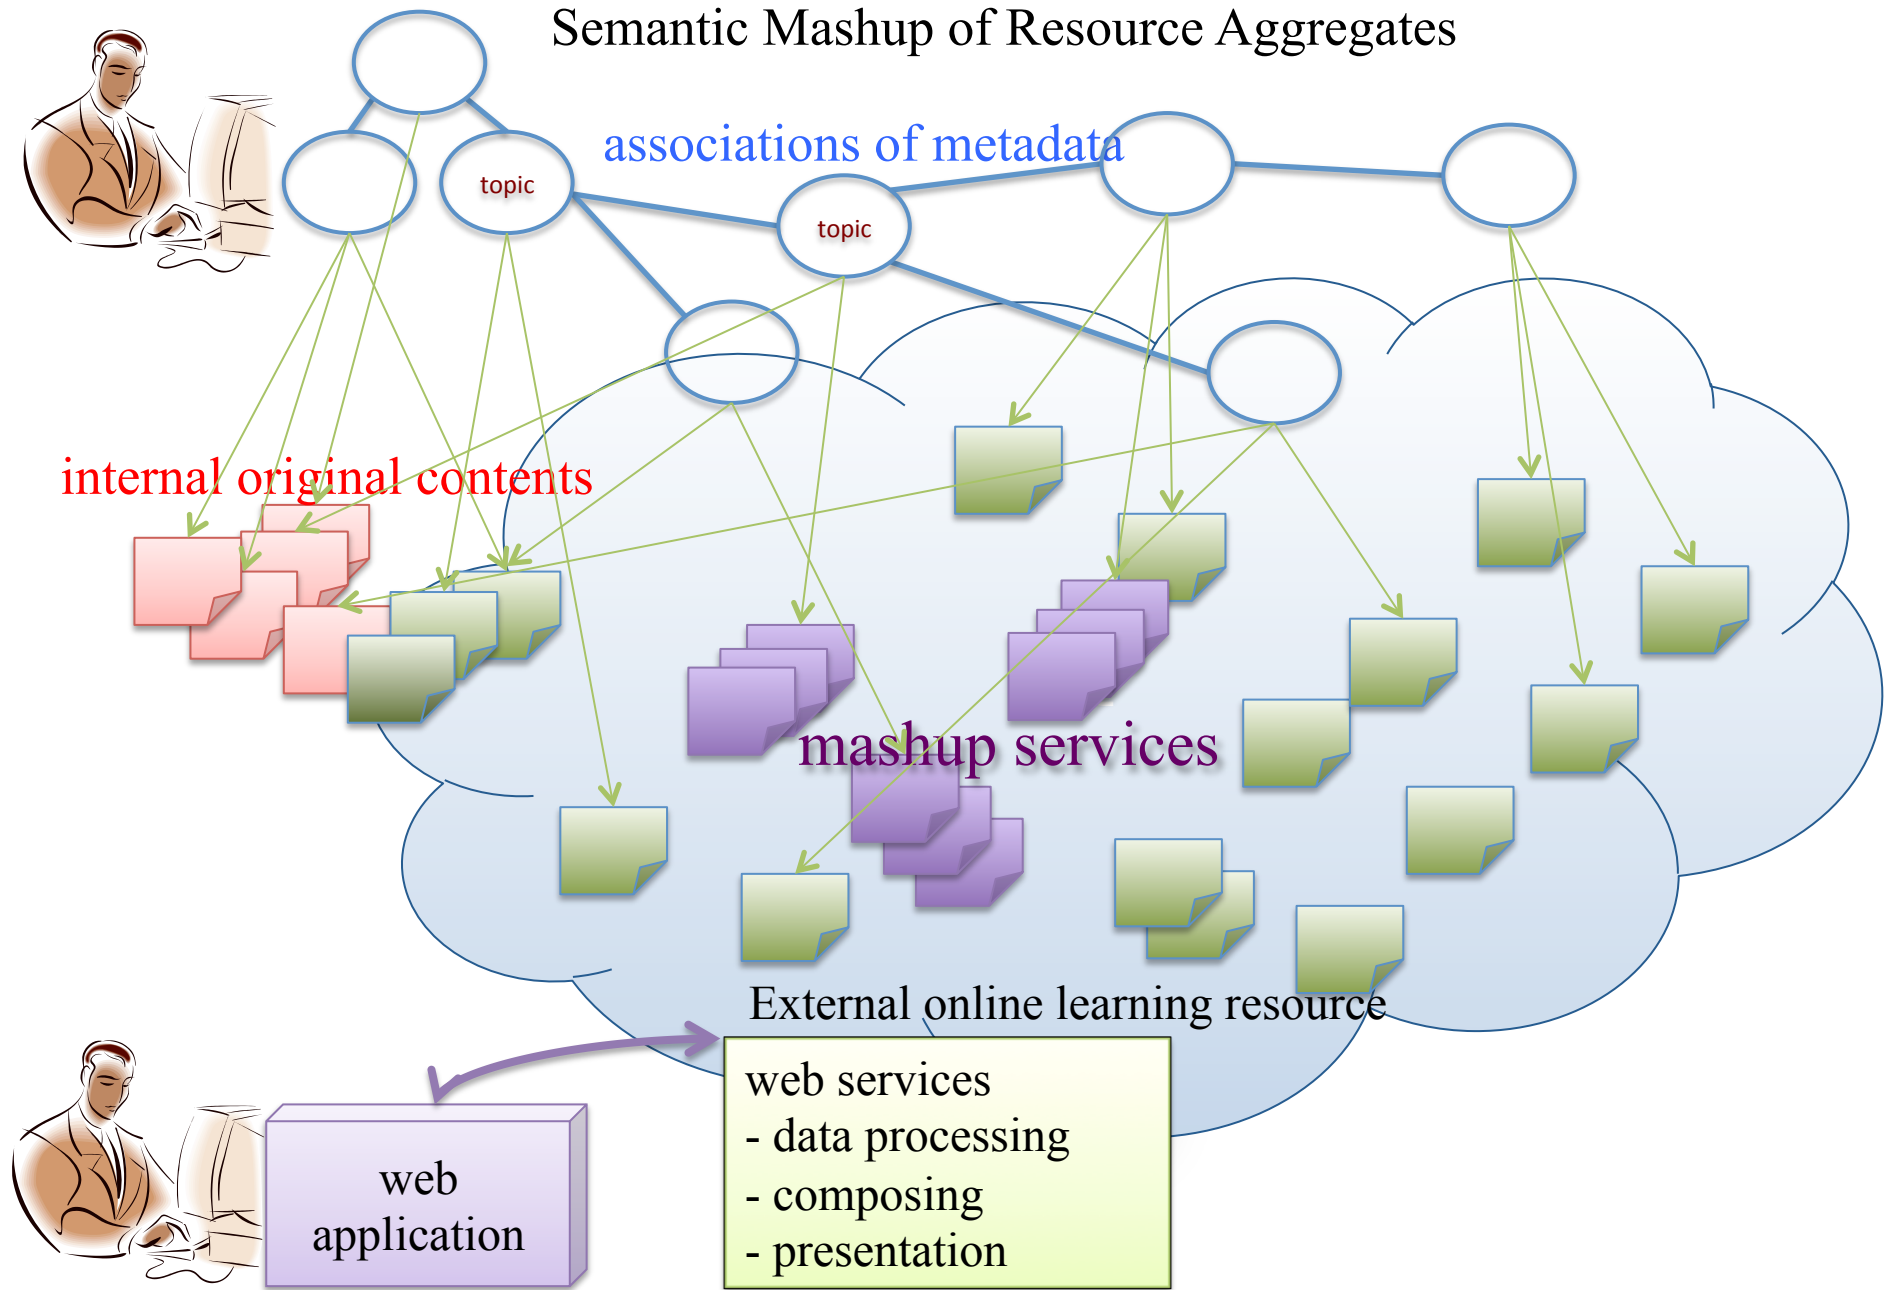 Semantic Mashup of Resource Aggregates
associations of metadata
topic
topic
internal original contents
mashup services
External online learning resource
web services
- data processing
- composing
- presentation
web
application